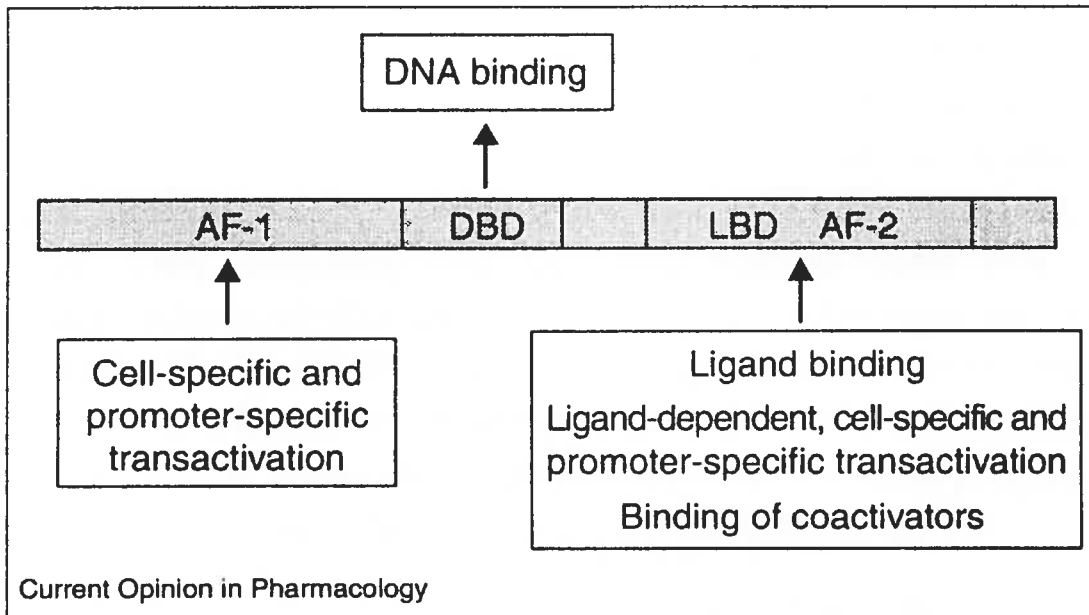 DNA binding
AF-1 DBD LBD AF-2
Cell-specific and
promoter-specific
transactivation
Ligand binding
Ligand-dependent, cell-specific and
promoter-specific transactivation
Binding of coactivators
Current Opinion in Pharmacology